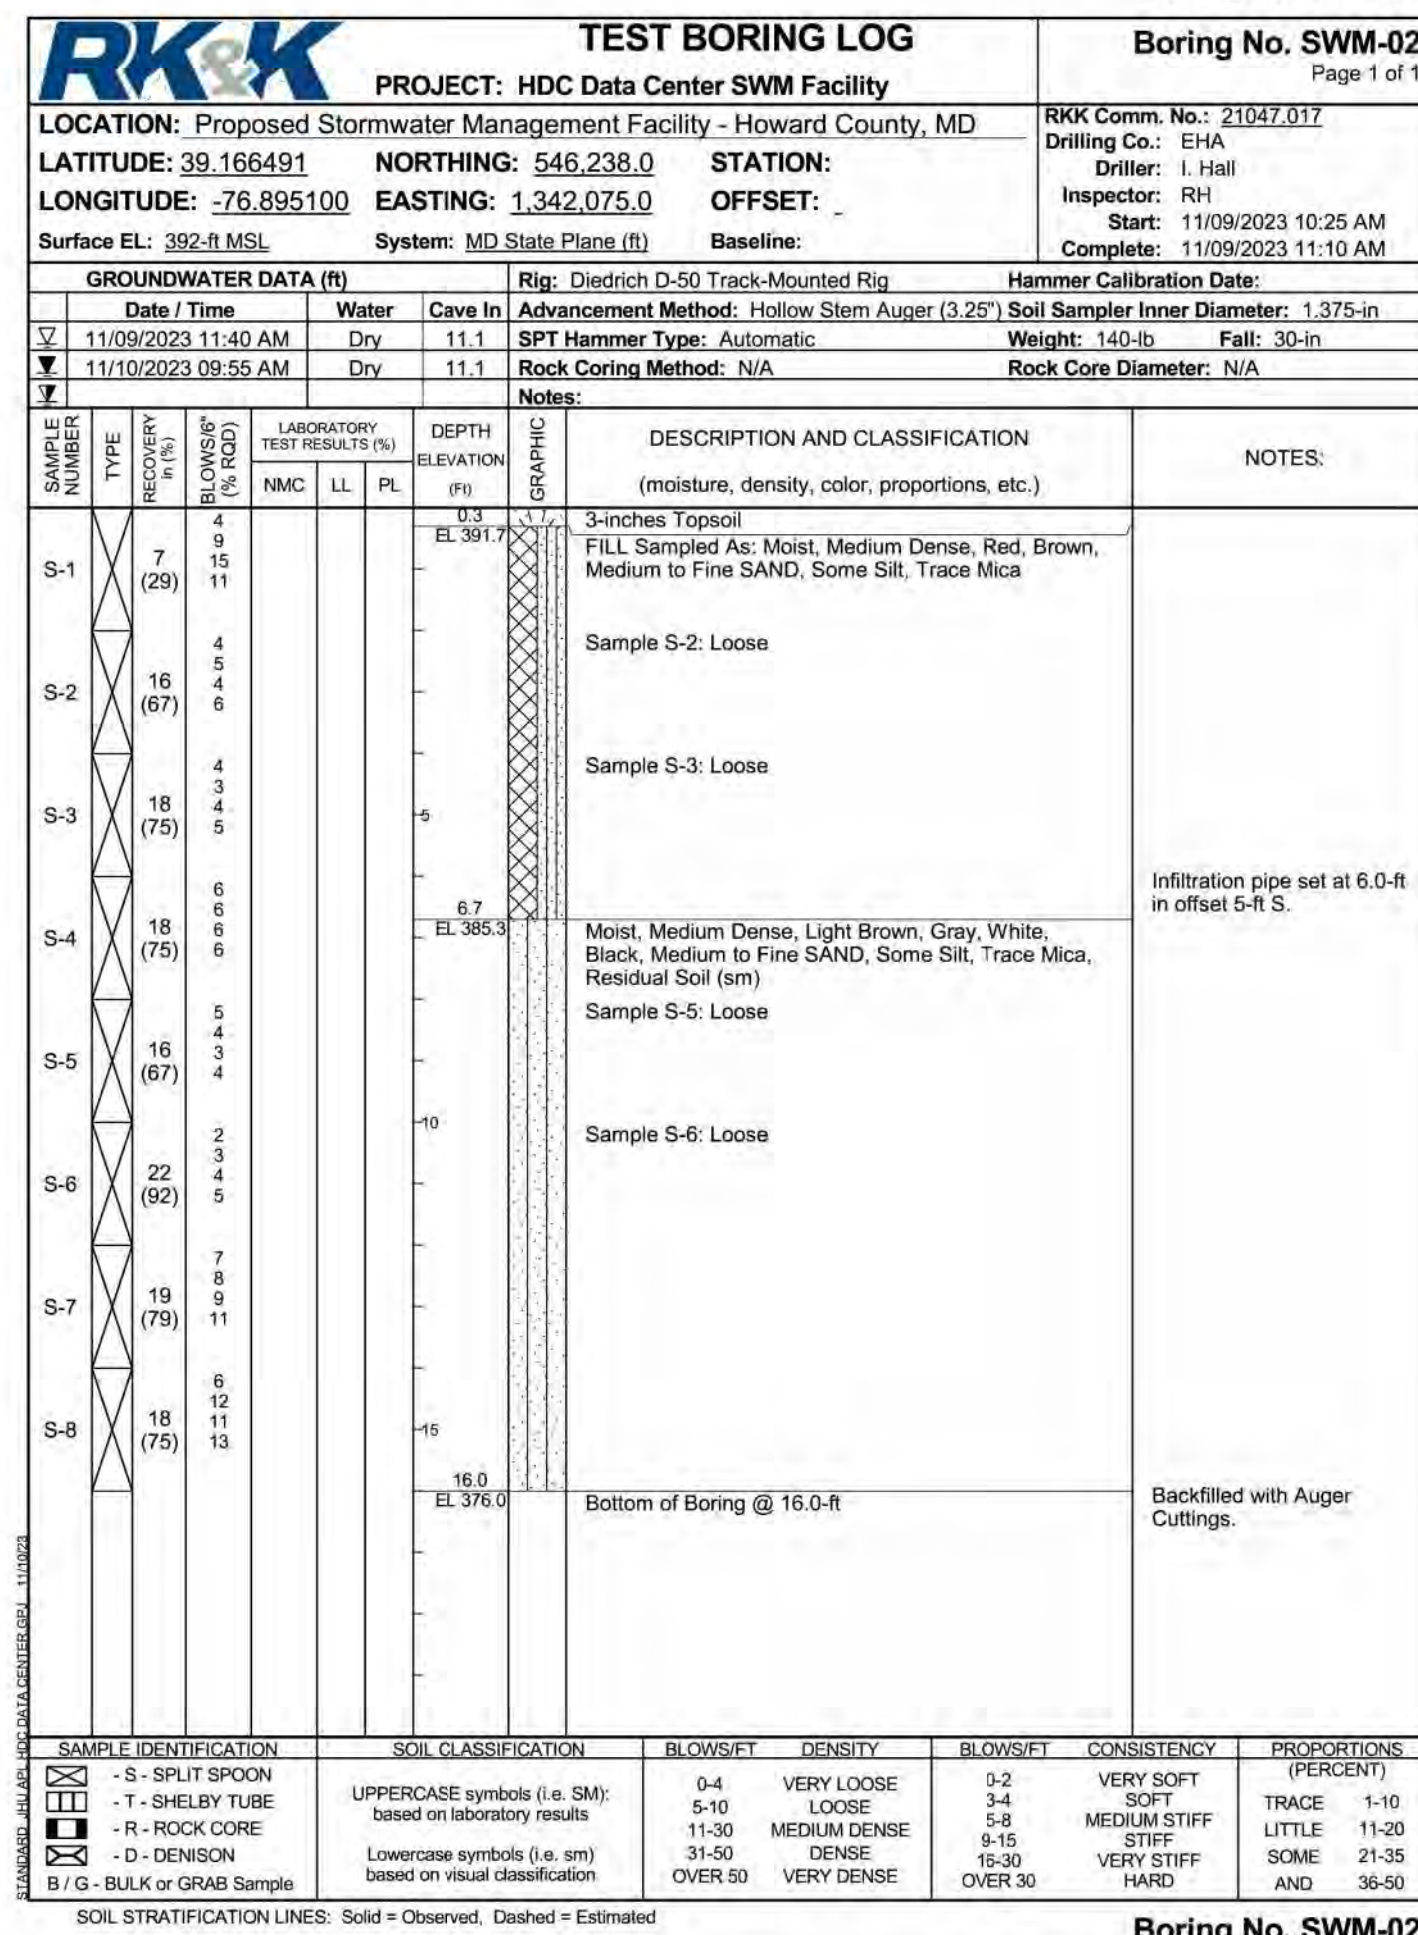 RK&K
TEST BORING LOG
PROJECT: HDC Data Center SWM Facility
Boring No. SWM-02
Page 1 of 1
LOCATION: Proposed Stormwater Management Facility - Howard County, MD
LATITUDE: 39.166491 NORTHING: 546,238.0 STATION:
LONGITUDE: -76.895100 EASTING: 1,342,075.0 OFFSET: -
Surface EL: 392-ft MSL System: MD State Plane (ft) Baseline:
RKK Comm. No.: 21047.017
Drilling Co.: EHA
Driller: I. Hall
Inspector: RH
Start: 11/09/2023 10:25 AM
Complete: 11/09/2023 11:10 AM
GROUNDWATER DATA (ft)
Date / Time Water Cave In
11/09/2023 11:40 AM Dry 11.1
11/10/2023 09:55 AM Dry 11.1
Rig: Diedrich D-50 Track-Mounted Rig Hammer Calibration Date:
Advancement Method: Hollow Stem Auger (3.25") Soil Sampler Inner Diameter: 1.375-in
SPT Hammer Type: Automatic Weight: 140-lb Fall: 30-in
Rock Coring Method: N/A Rock Core Diameter: N/A
Notes:
SAMPLE NUMBER
TYPE
RECOVERY in (%)
BLOWS/6" (% RQD)
LABORATORY
TEST RESULTS (%)
NMC LL PL
DEPTH
ELEVATION
(Ft)
GRAPHIC
DESCRIPTION AND CLASSIFICATION
(moisture, density, color, proportions, etc.)
NOTES:
0.3
EL 391.7
3-inches Topsoil
S-1
7
(29)
4
9
15
11
FILL Sampled As: Moist, Medium Dense, Red, Brown,
Medium to Fine SAND, Some Silt, Trace Mica
S-2
16
(67)
4
5
4
6
Sample S-2: Loose
S-3
18
(75)
4
3
4
5
5
Sample S-3: Loose
Infiltration pipe set at 6.0-ft
in offset 5-ft S.
S-4
18
(75)
6
6
6
6
6.7
EL 385.3
Moist, Medium Dense, Light Brown, Gray, White,
Black, Medium to Fine SAND, Some Silt, Trace Mica,
Residual Soil (sm)
S-5
16
(67)
5
4
3
4
Sample S-5: Loose
10
S-6
22
(92)
2
3
4
5
Sample S-6: Loose
S-7
19
(79)
7
8
9
11
S-8
18
(75)
6
12
11
13
15
16.0
EL 376.0
Bottom of Boring @ 16.0-ft
Backfilled with Auger
Cuttings.
STANDARD JHU APL HDC DATA CENTER.GPJ 11/10/23
SAMPLE IDENTIFICATION
- S - SPLIT SPOON
- T - SHELBY TUBE
- R - ROCK CORE
- D - DENISON
B / G - BULK or GRAB Sample
SOIL CLASSIFICATION
UPPERCASE symbols (i.e. SM):
based on laboratory results
Lowercase symbols (i.e. sm)
based on visual classification
BLOWS/FT DENSITY
0-4 VERY LOOSE
5-10 LOOSE
11-30 MEDIUM DENSE
31-50 DENSE
OVER 50 VERY DENSE
BLOWS/FT CONSISTENCY
0-2 VERY SOFT
3-4 SOFT
5-8 MEDIUM STIFF
9-15 STIFF
16-30 VERY STIFF
OVER 30 HARD
PROPORTIONS
(PERCENT)
TRACE 1-10
LITTLE 11-20
SOME 21-35
AND 36-50
SOIL STRATIFICATION LINES: Solid = Observed, Dashed = Estimated
Boring No. SWM-02